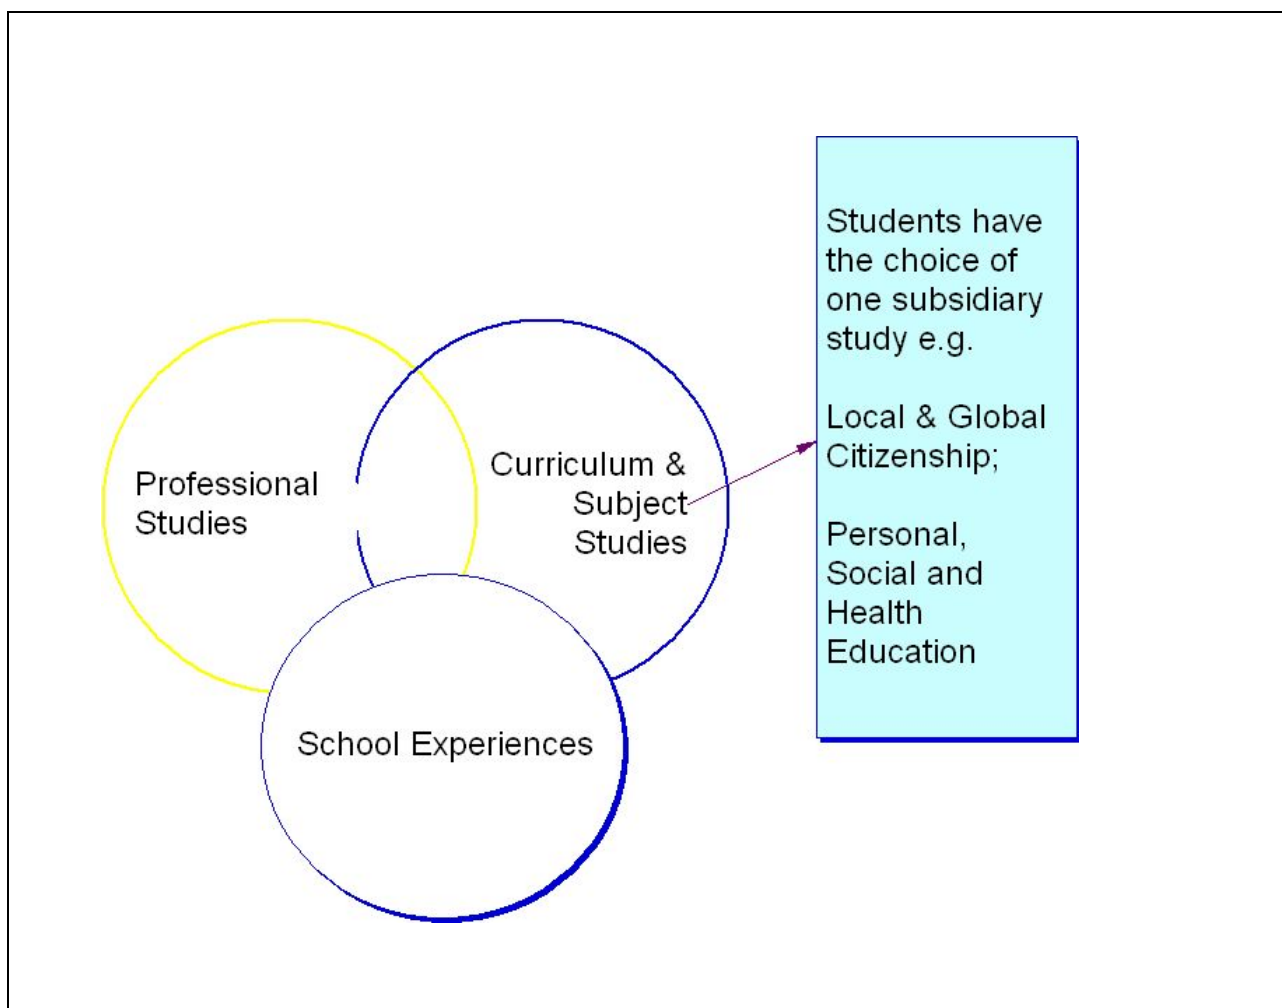 Professional
Studies
Curriculum &
Subject
Studies
School Experiences
Students have
the choice of
one subsidiary
study e.g.
Local & Global
Citizenship;
Personal,
Social and
Health
Education